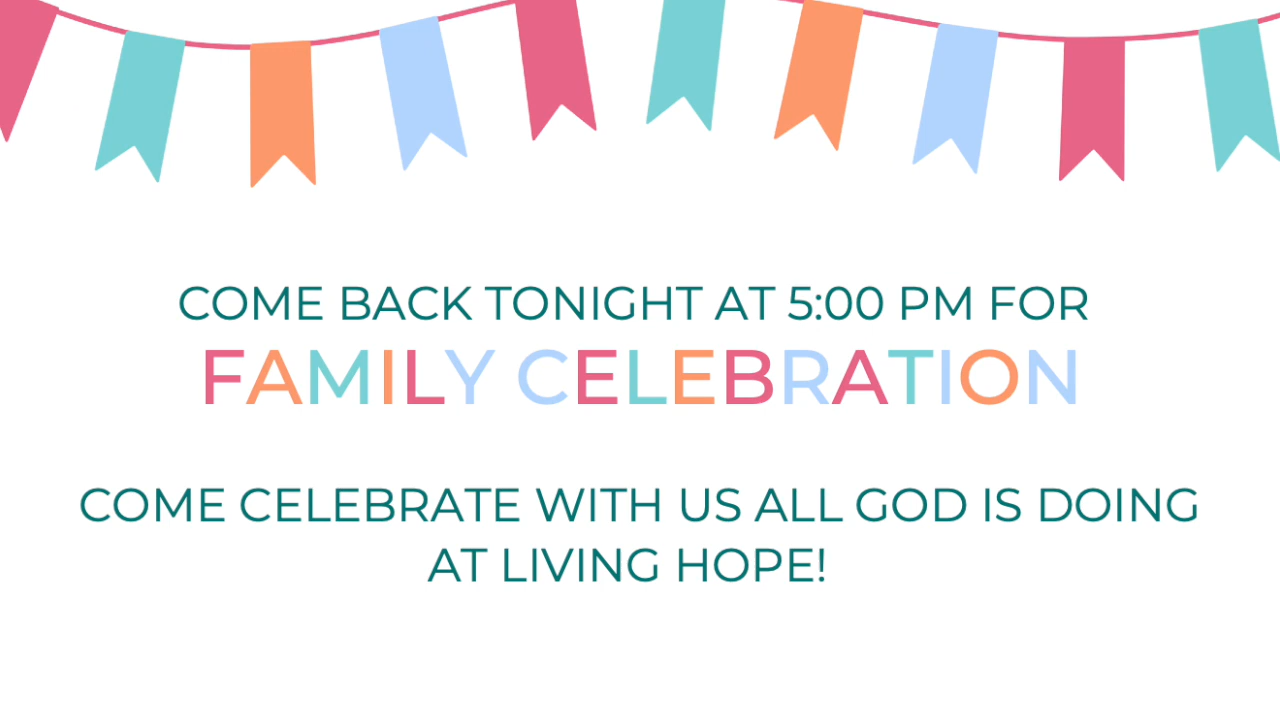 COME BACK TONIGHT AT 5:00 PM FOR
FAMILY CELEBRATION
COME CELEBRATE WITH US ALL GOD IS DOING
AT LIVING HOPE!